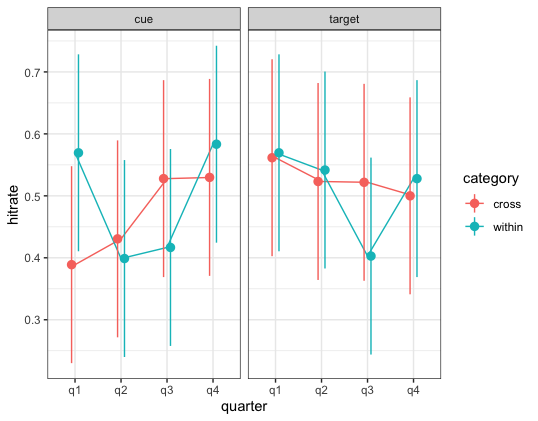 cue target
0.7
0.6
0.5
0.4
0.3
hitrate
q1 q2 q3 q4 q1 q2 q3 q4
quarter
category
cross
within